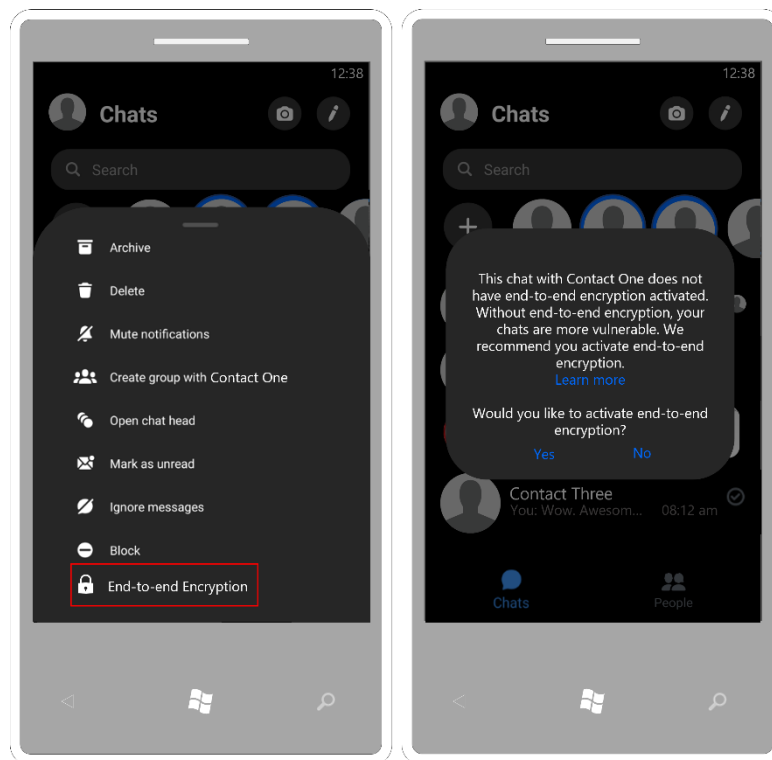 12:38
Chats
Search
Archive
Delete
Mute notifications
Create group with Contact One
Open chat head
Mark as unread
Ignore messages
Block
End-to-end Encryption
12:38
Chats
Search
This chat with Contact One does not
have end-to-end encryption activated.
Without end-to-end encryption, your
chats are more vulnerable. We
recommend you activate end-to-end
encryption.
Learn more
Would you like to activate end-to-end
encryption?
Yes No
Contact Three
You: Wow. Awesom... 08:12 am
Chats People